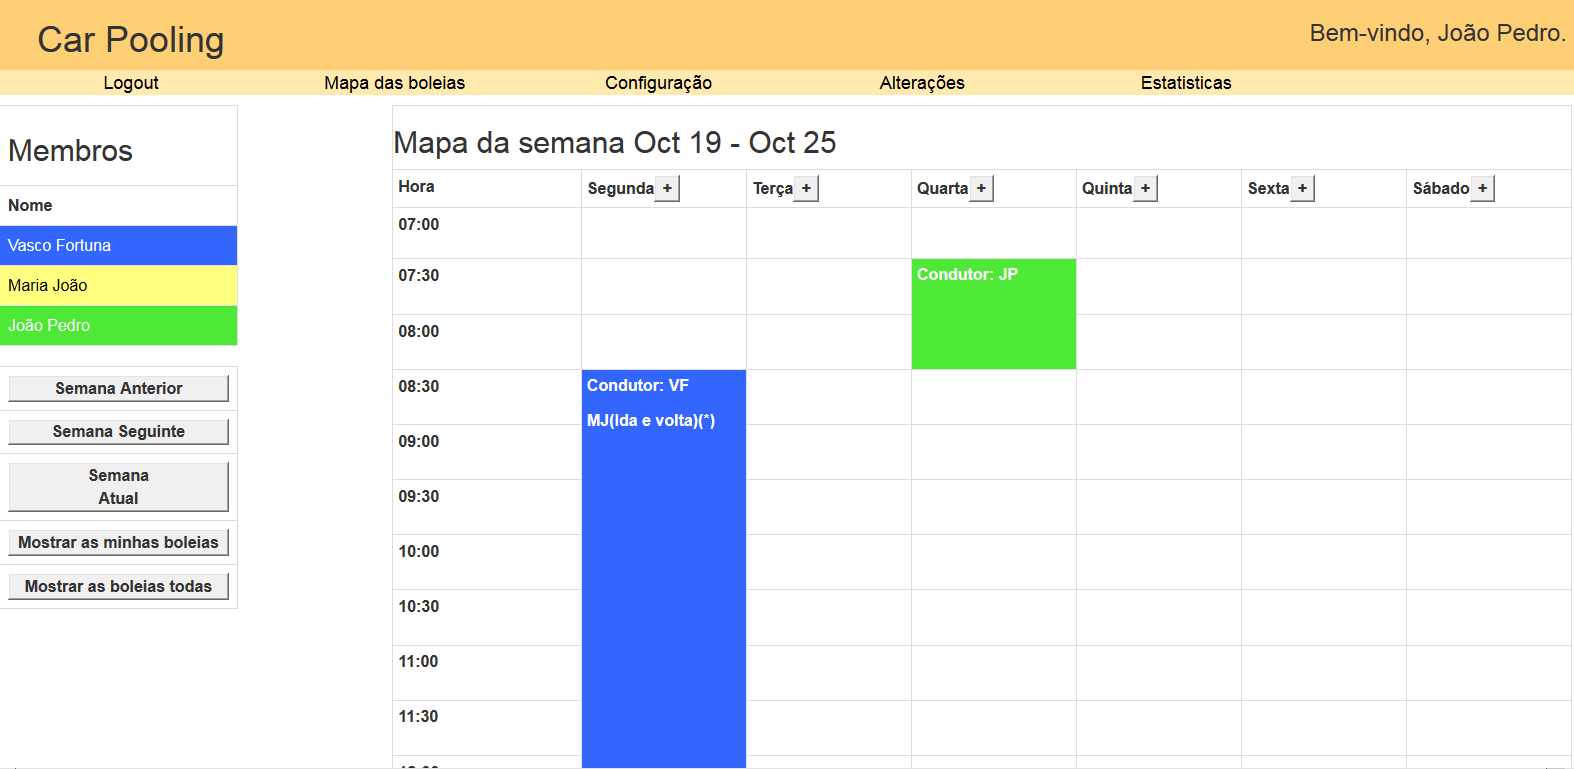 Car Pooling
Bem-vindo, João Pedro.
Logout Mapa das boleias Configuração Alterações Estatisticas
Membros
Nome
Vasco Fortuna
Maria João
João Pedro
Semana Anterior
Semana Seguinte
Semana
Atual
Mostrar as minhas boleias
Mostrar as boleias todas
Mapa da semana Oct 19 - Oct 25
Hora Segunda + Terça + Quarta + Quinta + Sexta + Sábado +
07:00
07:30 Condutor: JP
08:00
08:30 Condutor: VF
MJ(Ida e volta)(*)
09:00
09:30
10:00
10:30
11:00
11:30